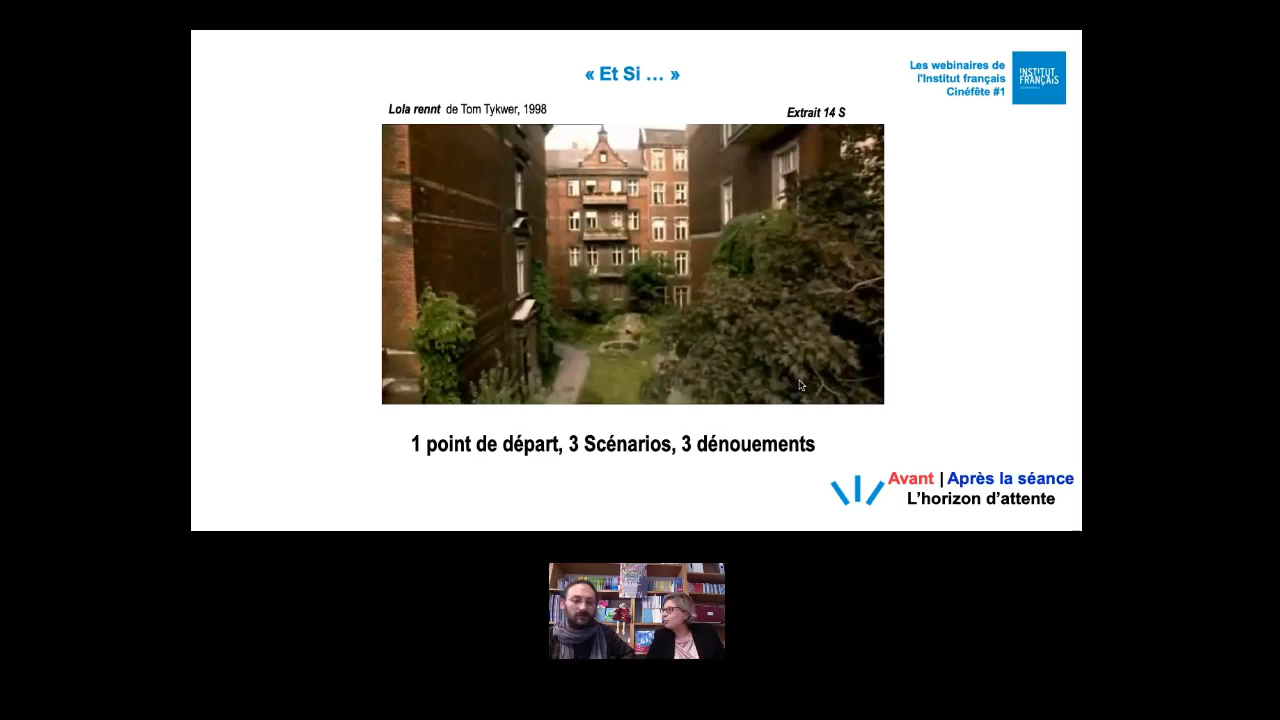 « Et Si … »
Les webinaires de
l'Institut français
Cinéfête #1
INSTITUT
FRANÇAIS
Lola rennt de Tom Tykwer, 1998
Extrait 14 S
1 point de départ, 3 Scénarios, 3 dénouements
Avant | Après la séance
L'horizon d'attente